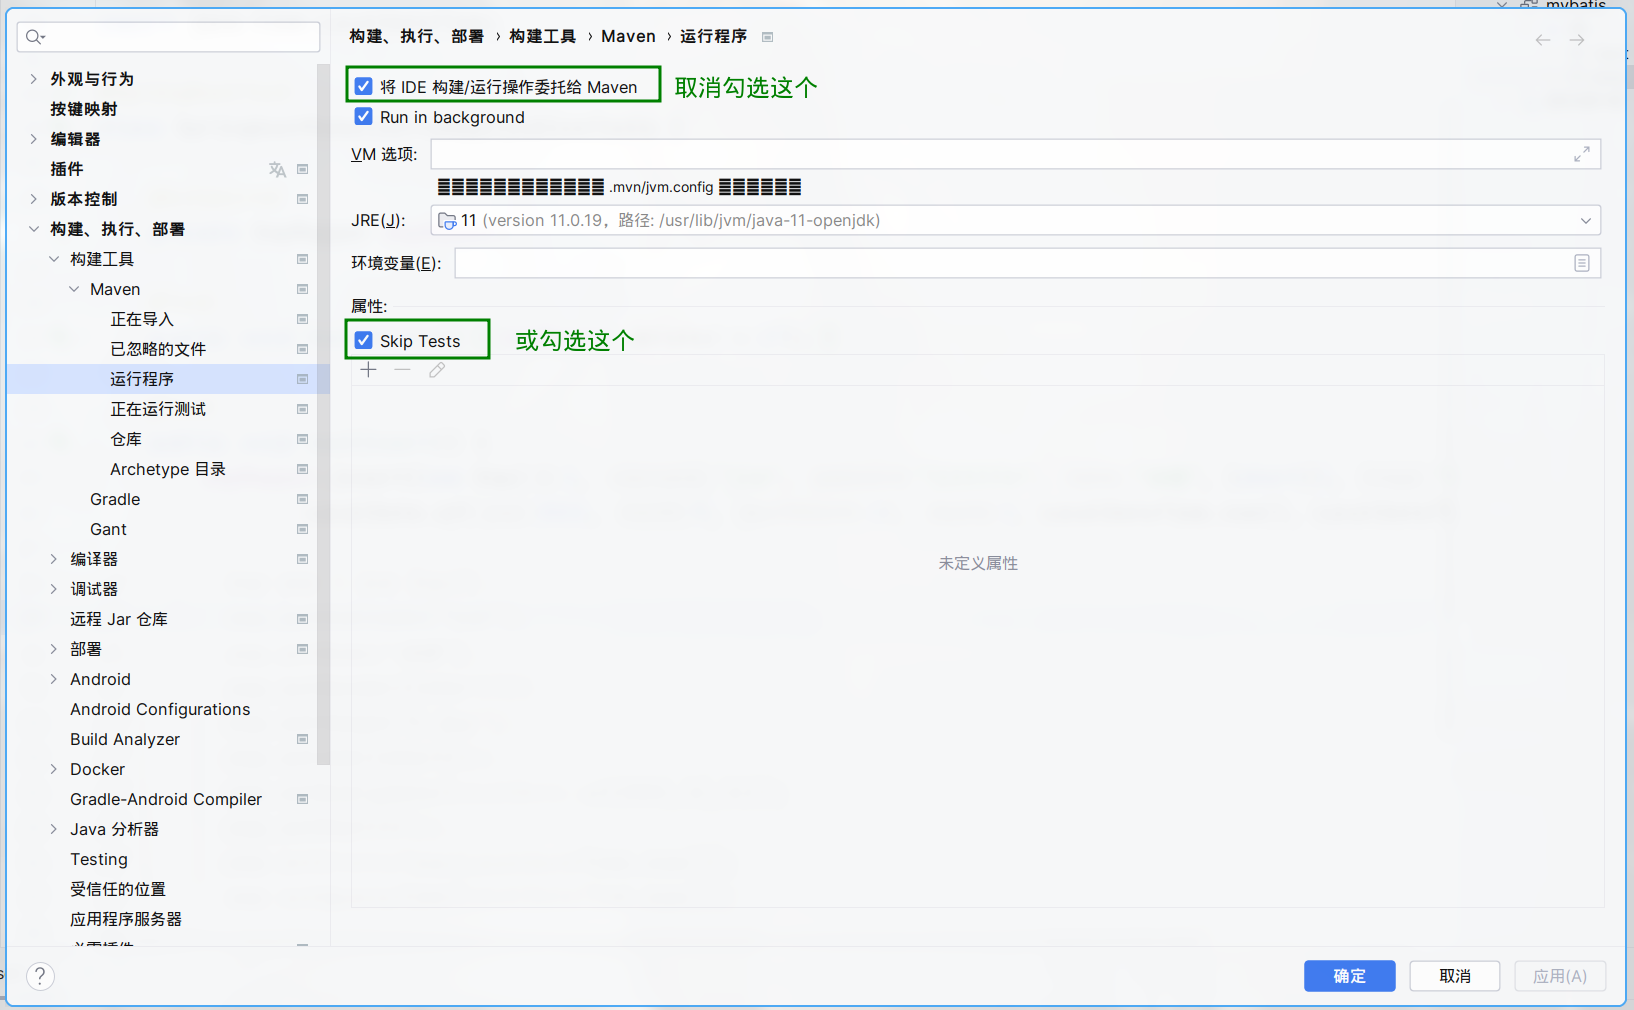 mybatis
构建、执行、部署 › 构建工具 › Maven › 运行程序
外观与行为
按键映射
编辑器
插件
版本控制
构建、执行、部署
构建工具
Maven
正在导入
已忽略的文件
运行程序
正在运行测试
仓库
Archetype 目录
Gradle
Gant
编译器
调试器
远程 Jar 仓库
部署
Android
Android Configurations
Build Analyzer
Docker
Gradle-Android Compiler
Java 分析器
Testing
受信任的位置
应用程序服务器
将 IDE 构建/运行操作委托给 Maven 取消勾选这个
Run in background
VM 选项:
.mvn/jvm.config
JRE(J): 11 (version 11.0.19，路径: /usr/lib/jvm/java-11-openjdk)
环境变量(E):
属性:
Skip Tests 或勾选这个
未定义属性
? 确定 取消 应用(A)